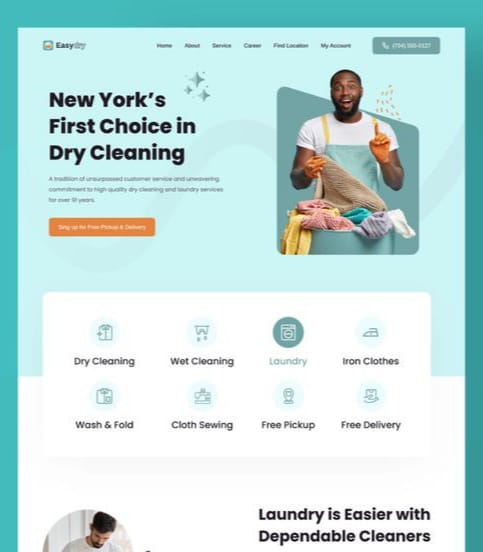 Easydry
Home About Service Career Find Location My Account
(704) 555-0127
New York's
First Choice in
Dry Cleaning
A tradition of unsurpassed customer service and unwavering
commitment to high quality dry cleaning and laundry services
for over 91 years.
Sing up for Free Pickup & Delivery
Dry Cleaning Wet Cleaning Laundry Iron Clothes
Wash & Fold Cloth Sewing Free Pickup Free Delivery
Laundry is Easier with
Dependable Cleaners